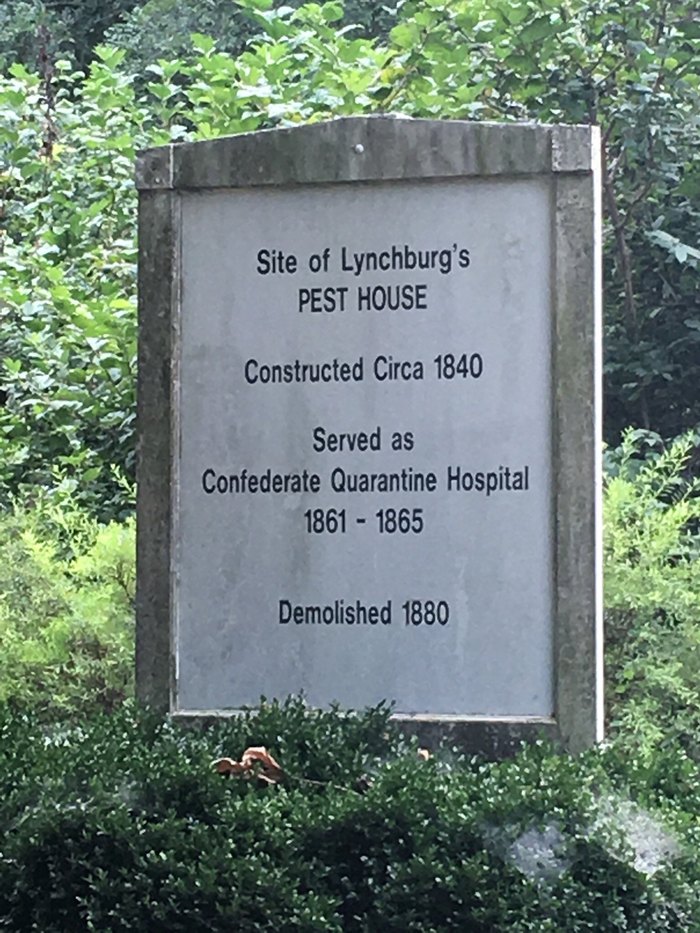 Site of Lynchburg's
PEST HOUSE
Constructed Circa 1840
Served as
Confederate Quarantine Hospital
1861 - 1865
Demolished 1880